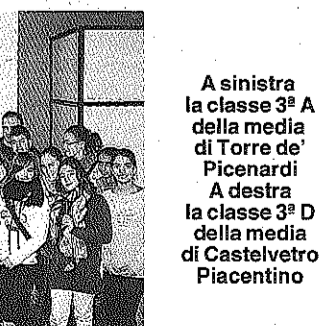 A sinistra
la classe 3ª A
della media
di Torre de'
Picenardi
A destra
la classe 3ª D
della media
di Castelvetro
Piacentino